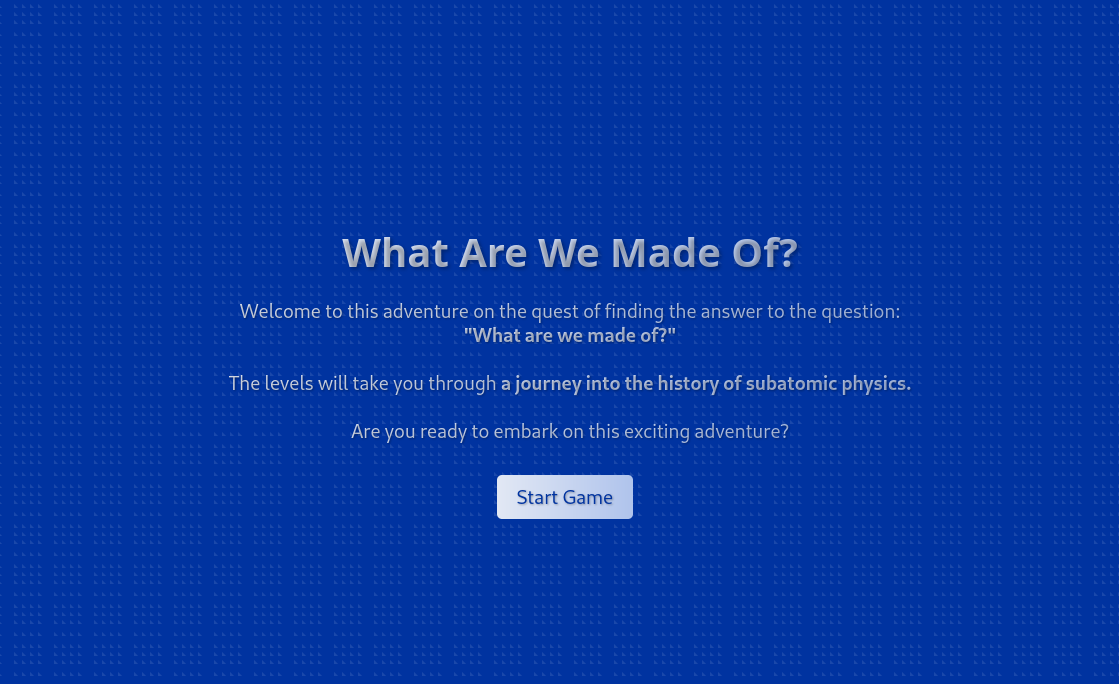 What Are We Made Of?
Welcome to this adventure on the quest of finding the answer to the question:
"What are we made of?"
The levels will take you through a journey into the history of subatomic physics.
Are you ready to embark on this exciting adventure?
Start Game